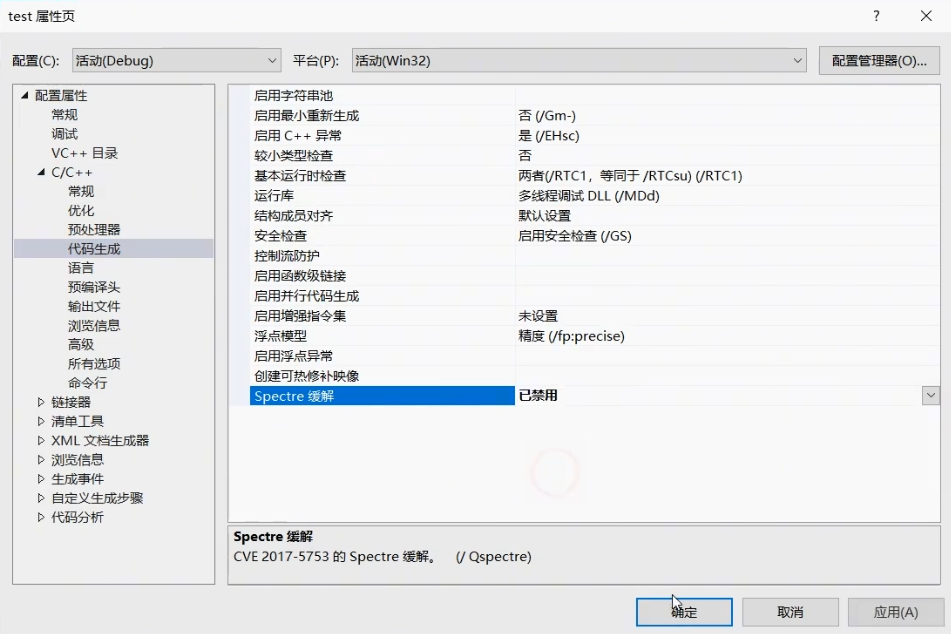 test 属性页
配置(C): 活动(Debug) 平台(P): 活动(Win32) 配置管理器(O)...
配置属性
常规
调试
VC++ 目录
C/C++
常规
优化
预处理器
代码生成
语言
预编译头
输出文件
浏览信息
高级
所有选项
命令行
链接器
清单工具
XML 文档生成器
浏览信息
生成事件
自定义生成步骤
代码分析
启用字符串池
启用最小重新生成 否 (/Gm-)
启用 C++ 异常 是 (/EHsc)
较小类型检查 否
基本运行时检查 两者(/RTC1，等同于 /RTCsu) (/RTC1)
运行库 多线程调试 DLL (/MDd)
结构成员对齐 默认设置
安全检查 启用安全检查 (/GS)
控制流防护
启用函数级链接
启用并行代码生成
启用增强指令集 未设置
浮点模型 精度 (/fp:precise)
启用浮点异常
创建可热修补映像
Spectre 缓解 已禁用
Spectre 缓解
CVE 2017-5753 的 Spectre 缓解。 (/ Qspectre)
确定 取消 应用(A)